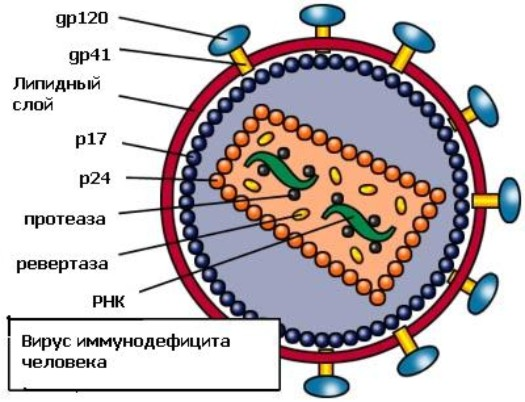 gp120
gp41
Липидный
слой
p17
p24
протеаза
ревертаза
РНК
Вирус иммунодефицита
человека